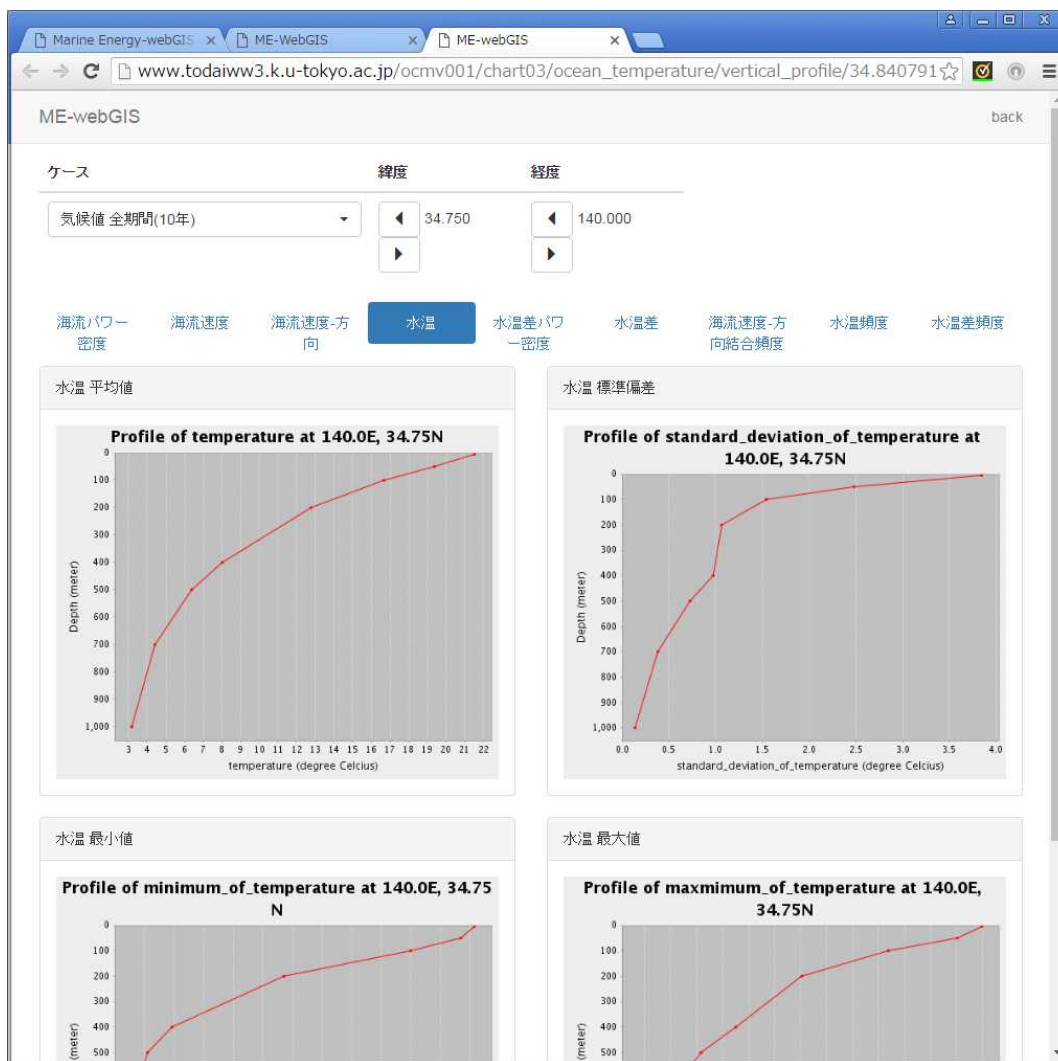 Marine Energy-webGIS
ME-WebGIS
ME-webGIS
www.todaiww3.k.u-tokyo.ac.jp/ocmv001/chart03/ocean_temperature/vertical_profile/34.840791
ME-webGIS
back
ケース
緯度
経度
気候値 全期間(10年)
34.750
140.000
海流パワー
密度
海流速度
海流速度-方
向
水温
水温差パワ
ー密度
水温差
海流速度-方
向結合頻度
水温頻度
水温差頻度
水温 平均値
Profile of temperature at 140.0E, 34.75N
0
100
200
300
400
500
600
700
800
900
1,000
Depth (meter)
3 4 5 6 7 8 9 10 11 12 13 14 15 16 17 18 19 20 21 22
temperature (degree Celcius)
水温 標準偏差
Profile of standard_deviation_of_temperature at
140.0E, 34.75N
0
100
200
300
400
500
600
700
800
900
1,000
Depth (meter)
0.0 0.5 1.0 1.5 2.0 2.5 3.0 3.5 4.0
standard_deviation_of_temperature (degree Celcius)
水温 最小値
Profile of minimum_of_temperature at 140.0E, 34.75
N
0
100
200
300
400
500
(meter)
水温 最大値
Profile of maxmimum_of_temperature at 140.0E,
34.75N
0
100
200
300
400
500
(meter)